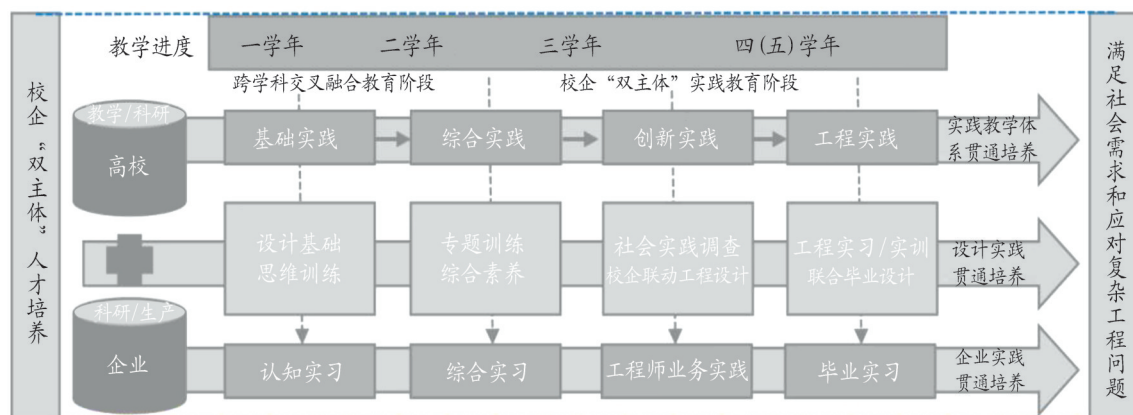 校企“双主体”人才培养
教学进度
一学年 二学年 三学年 四(五)学年
跨学科交叉融合教育阶段
校企“双主体”实践教育阶段
教学/科研
高校
基础实践
综合实践
创新实践
工程实践
实践教学体
系贯通培养
设计基础
思维训练
专题训练
综合素养
社会实践调查
校企联动工程设计
工程实习/实训
联合毕业设计
设计实践
贯通培养
科研/生产
企业
认知实习
综合实习
工程师业务实践
毕业实习
企业实践
贯通培养
满足社会需求和应对复杂工程问题